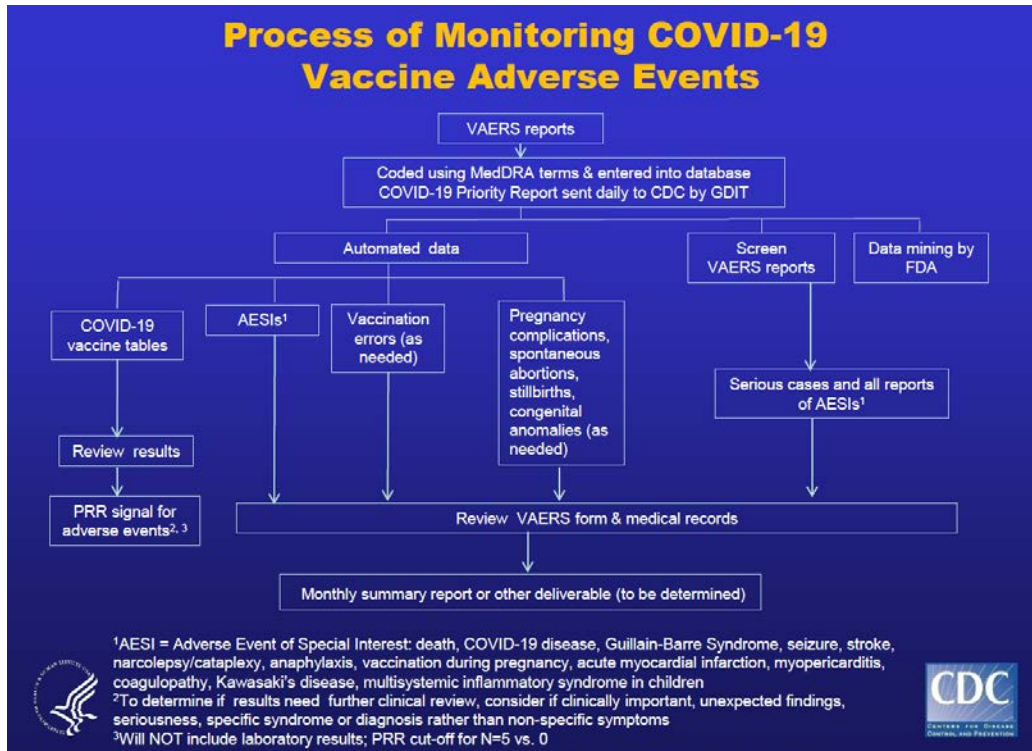 Process of Monitoring COVID-19
Vaccine Adverse Events
VAERS reports
Coded using MedDRA terms & entered into database
COVID-19 Priority Report sent daily to CDC by GDIT
Automated data
Screen
VAERS reports
Data mining by
FDA
COVID-19
vaccine tables
AESIs¹
Vaccination
errors (as
needed)
Pregnancy
complications,
spontaneous
abortions,
stillbirths,
congenital
anomalies (as
needed)
Serious cases and all reports
of AESIs¹
Review results
PRR signal for
adverse events², ³
Review VAERS form & medical records
Monthly summary report or other deliverable (to be determined)
¹AESI = Adverse Event of Special Interest: death, COVID-19 disease, Guillain-Barre Syndrome, seizure, stroke,
narcolepsy/cataplexy, anaphylaxis, vaccination during pregnancy, acute myocardial infarction, myopericarditis,
coagulopathy, Kawasaki's disease, multisystemic inflammatory syndrome in children
²To determine if results need further clinical review, consider if clinically important, unexpected findings,
seriousness, specific syndrome or diagnosis rather than non-specific symptoms
³Will NOT include laboratory results; PRR cut-off for N=5 vs. 0
CDC
CENTERS FOR DISEASE
CONTROL AND PREVENTION